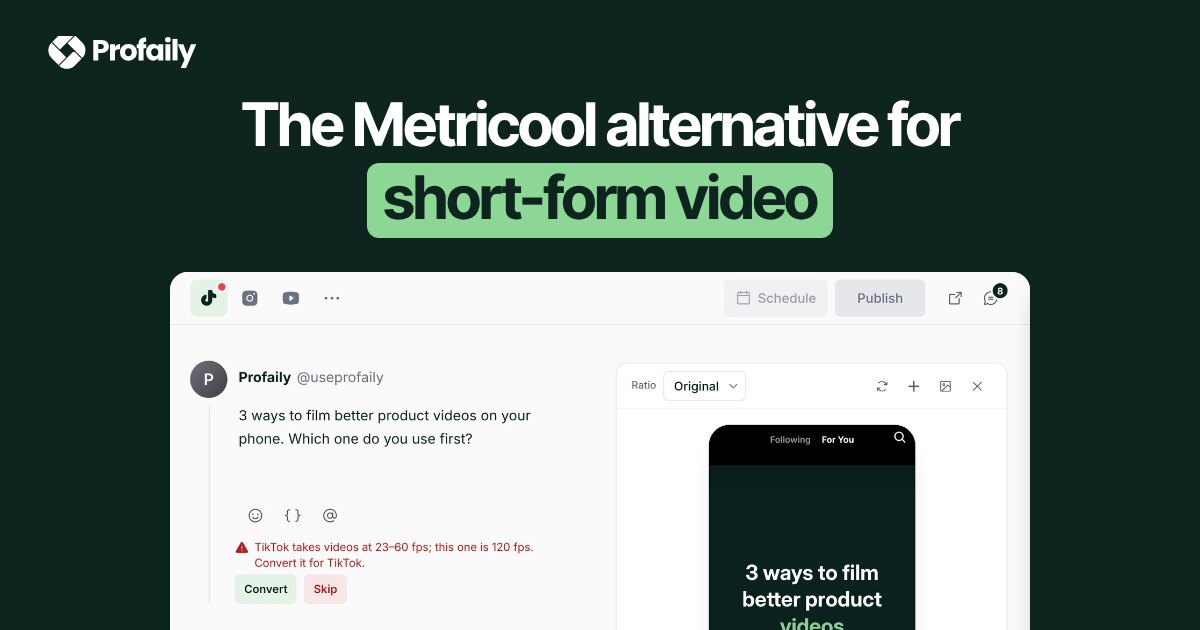 Profaily
The Metricool alternative for
short-form video
Schedule
Publish
8
P
Profaily @useprofaily
3 ways to film better product videos on your
phone. Which one do you use first?
{ }
@
TikTok takes videos at 23–60 fps; this one is 120 fps.
Convert it for TikTok.
Convert
Skip
Ratio
Original
Following
For You
3 ways to film
better product
videos